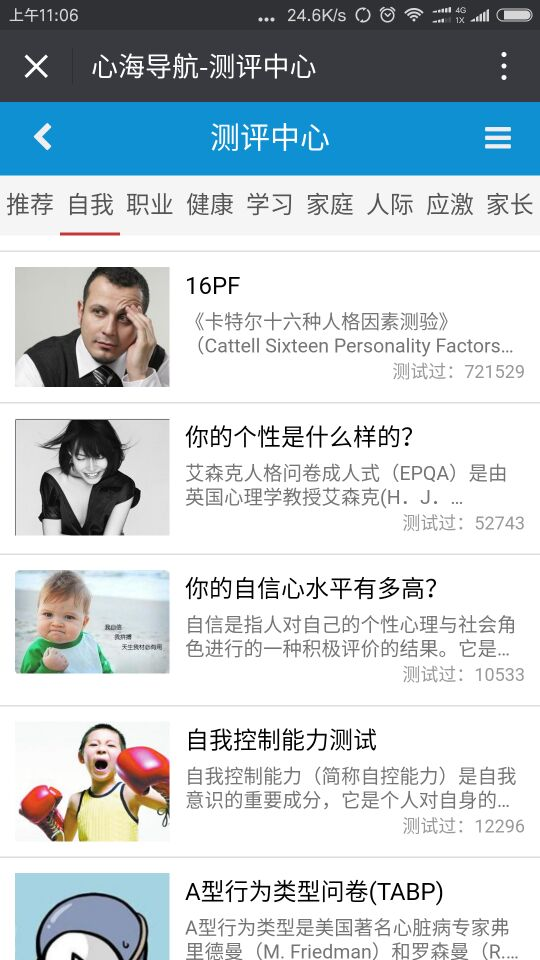 上午11:06
24.6K/s
4G
1X
心海导航-测评中心
测评中心
推荐 自我 职业 健康 学习 家庭 人际 应激 家长
16PF
《卡特尔十六种人格因素测验》
（Cattell Sixteen Personality Factors...
测试过：721529
你的个性是什么样的？
艾森克人格问卷成人式（EPQA）是由
英国心理学教授艾森克(H．J．...
测试过：52743
你的自信心水平有多高？
自信是指人对自己的个性心理与社会角
色进行的一种积极评价的结果。它是...
测试过：10533
我自信
我拼搏
天生我材必有用
自我控制能力测试
自我控制能力（简称自控能力）是自我
意识的重要成分，它是个人对自身的...
测试过：12296
A型行为类型问卷(TABP)
A型行为类型是美国著名心脏病专家弗
里德曼（M. Friedman）和罗森曼（R....